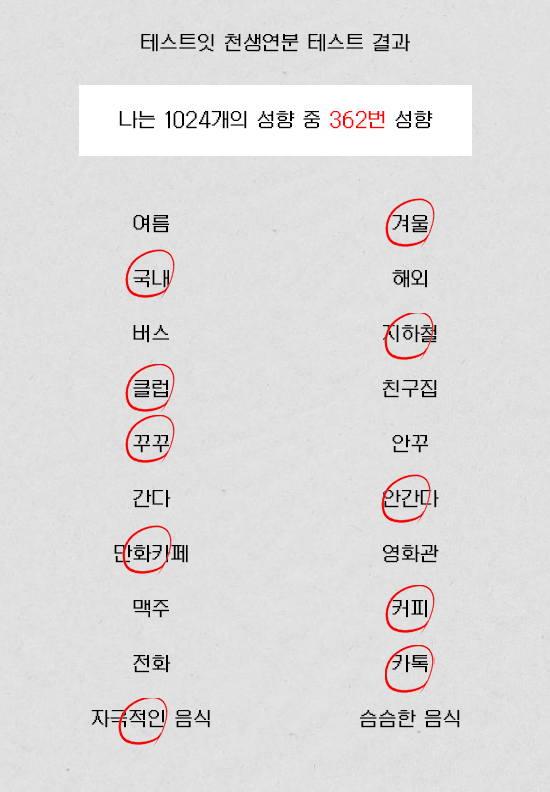 테스트잇 천생연분 테스트 결과
나는 1024개의 성향 중 362번 성향
여름 겨울
국내 해외
버스 지하철
클럽 친구집
꾸꾸 안꾸
간다 안간다
만화카페 영화관
맥주 커피
전화 카톡
자극적인 음식 슴슴한 음식